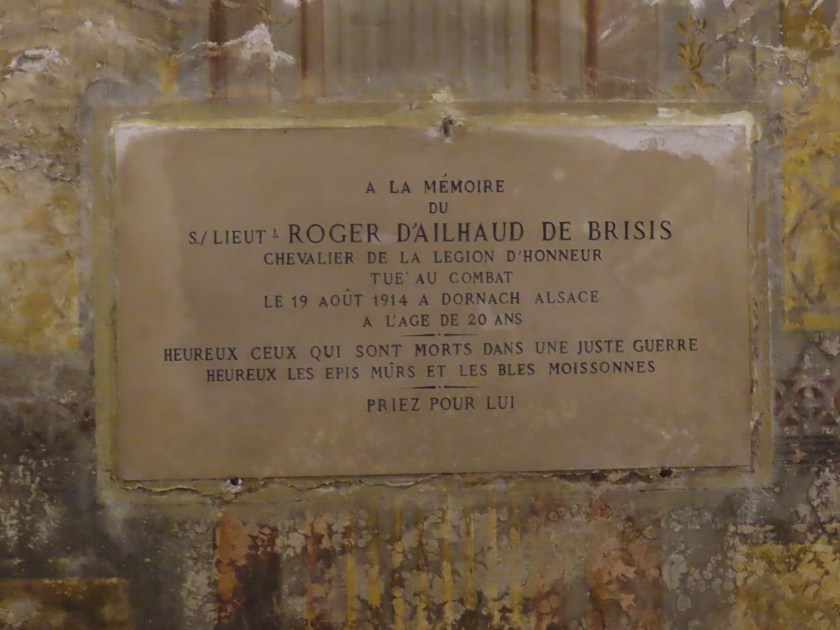 A LA MÉMOIRE
DU
S./LIEUT.ᵗ ROGER D'AILHAUD DE BRISIS
CHEVALIER DE LA LEGION D'HONNEUR
TUÉ AU COMBAT
LE 19 AOÛT 1914 A DORNACH ALSACE
A L'AGE DE 20 ANS
HEUREUX CEUX QUI SONT MORTS DANS UNE JUSTE GUERRE
HEUREUX LES EPIS MÛRS ET LES BLES MOISSONNES
PRIEZ POUR LUI